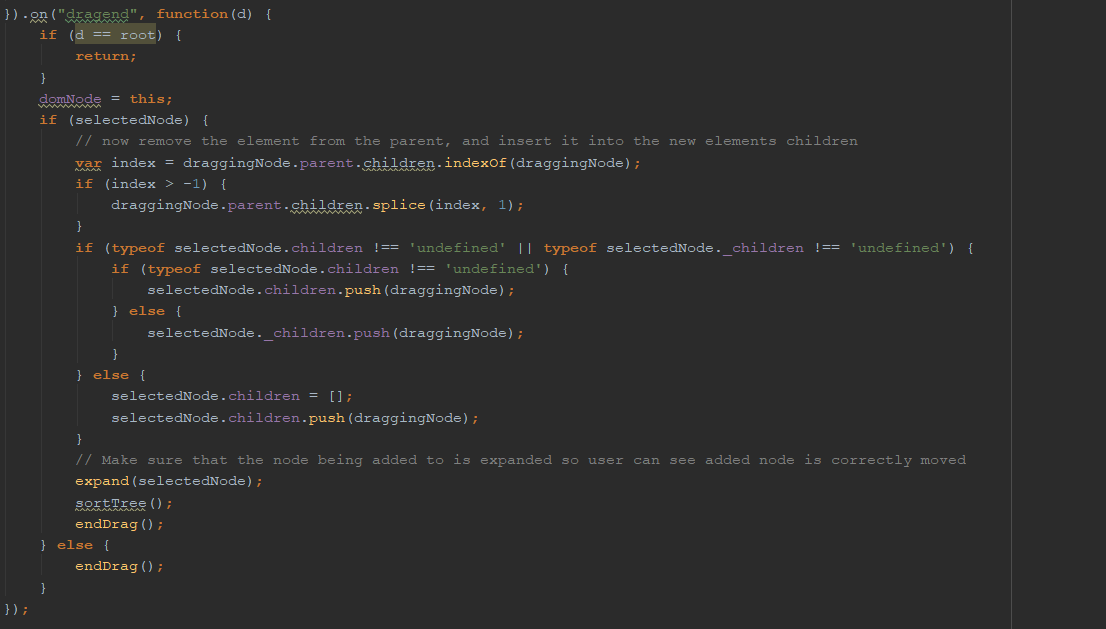 }).on("dragend", function(d) {
    if (d == root) {
        return;
    }
    domNode = this;
    if (selectedNode) {
        // now remove the element from the parent, and insert it into the new elements children
        var index = draggingNode.parent.children.indexOf(draggingNode);
        if (index > -1) {
            draggingNode.parent.children.splice(index, 1);
        }
        if (typeof selectedNode.children !== 'undefined' || typeof selectedNode._children !== 'undefined') {
            if (typeof selectedNode.children !== 'undefined') {
                selectedNode.children.push(draggingNode);
            } else {
                selectedNode._children.push(draggingNode);
            }
        } else {
            selectedNode.children = [];
            selectedNode.children.push(draggingNode);
        }
        // Make sure that the node being added to is expanded so user can see added node is correctly moved
        expand(selectedNode);
        sortTree();
        endDrag();
    } else {
        endDrag();
    }
});